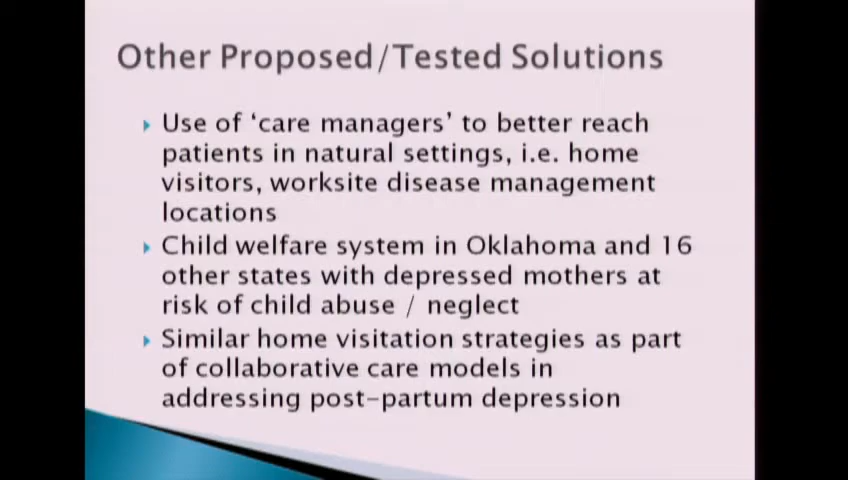 Other Proposed/Tested Solutions
Use of ‘care managers’ to better reach
patients in natural settings, i.e. home
visitors, worksite disease management
locations
Child welfare system in Oklahoma and 16
other states with depressed mothers at
risk of child abuse / neglect
Similar home visitation strategies as part
of collaborative care models in
addressing post-partum depression